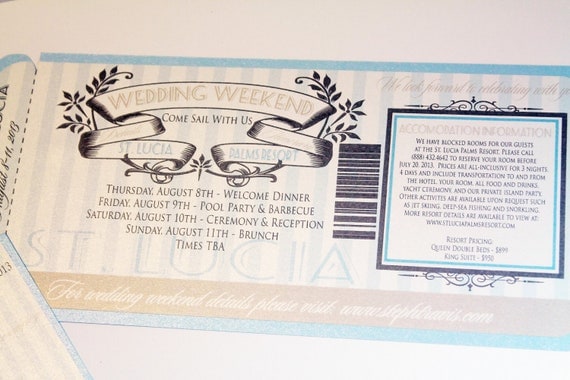 We look forward to celebrating with
WEDDING WEEKEND
COME SAIL WITH US
ST. LUCIA PALMS RESORT
THURSDAY, AUGUST 8TH - WELCOME DINNER
FRIDAY, AUGUST 9TH - POOL PARTY & BARBECUE
SATURDAY, AUGUST 10TH - CEREMONY & RECEPTION
SUNDAY, AUGUST 11TH - BRUNCH
TIMES TBA
ST. LUCIA
ACCOMODATION INFORMATION
WE HAVE BLOCKED ROOMS FOR OUR GUESTS
AT THE ST. LUCIA PALMS RESORT. PLEASE CALL
(888) 432-4642 TO RESERVE YOUR ROOM BEFORE
JULY 20, 2013. PRICES ARE ALL-INCLUSIVE FOR 3 NIGHTS,
4 DAYS AND INCLUDE TRANSPORTATION TO AND FROM
THE HOTEL, YOUR ROOM, ALL FOOD AND DRINKS,
YACHT CEREMONY, AND OUR PRIVATE ISLAND PARTY.
OTHER ACTIVITIES ARE AVAILABLE UPON REQUEST SUCH
AS JET SKIING, DEEP-SEA FISHING AND SNORKLING.
MORE RESORT DETAILS ARE AVAILABLE TO VIEW AT:
WWW.STLUCIAPALMSRESORT.COM.
RESORT PRICING:
QUEEN DOUBLE BEDS - $899
KING SUITE - $950
For wedding weekend details please visit: www.stephtravis.com
LUCIA
August 8-11, 2013
2013